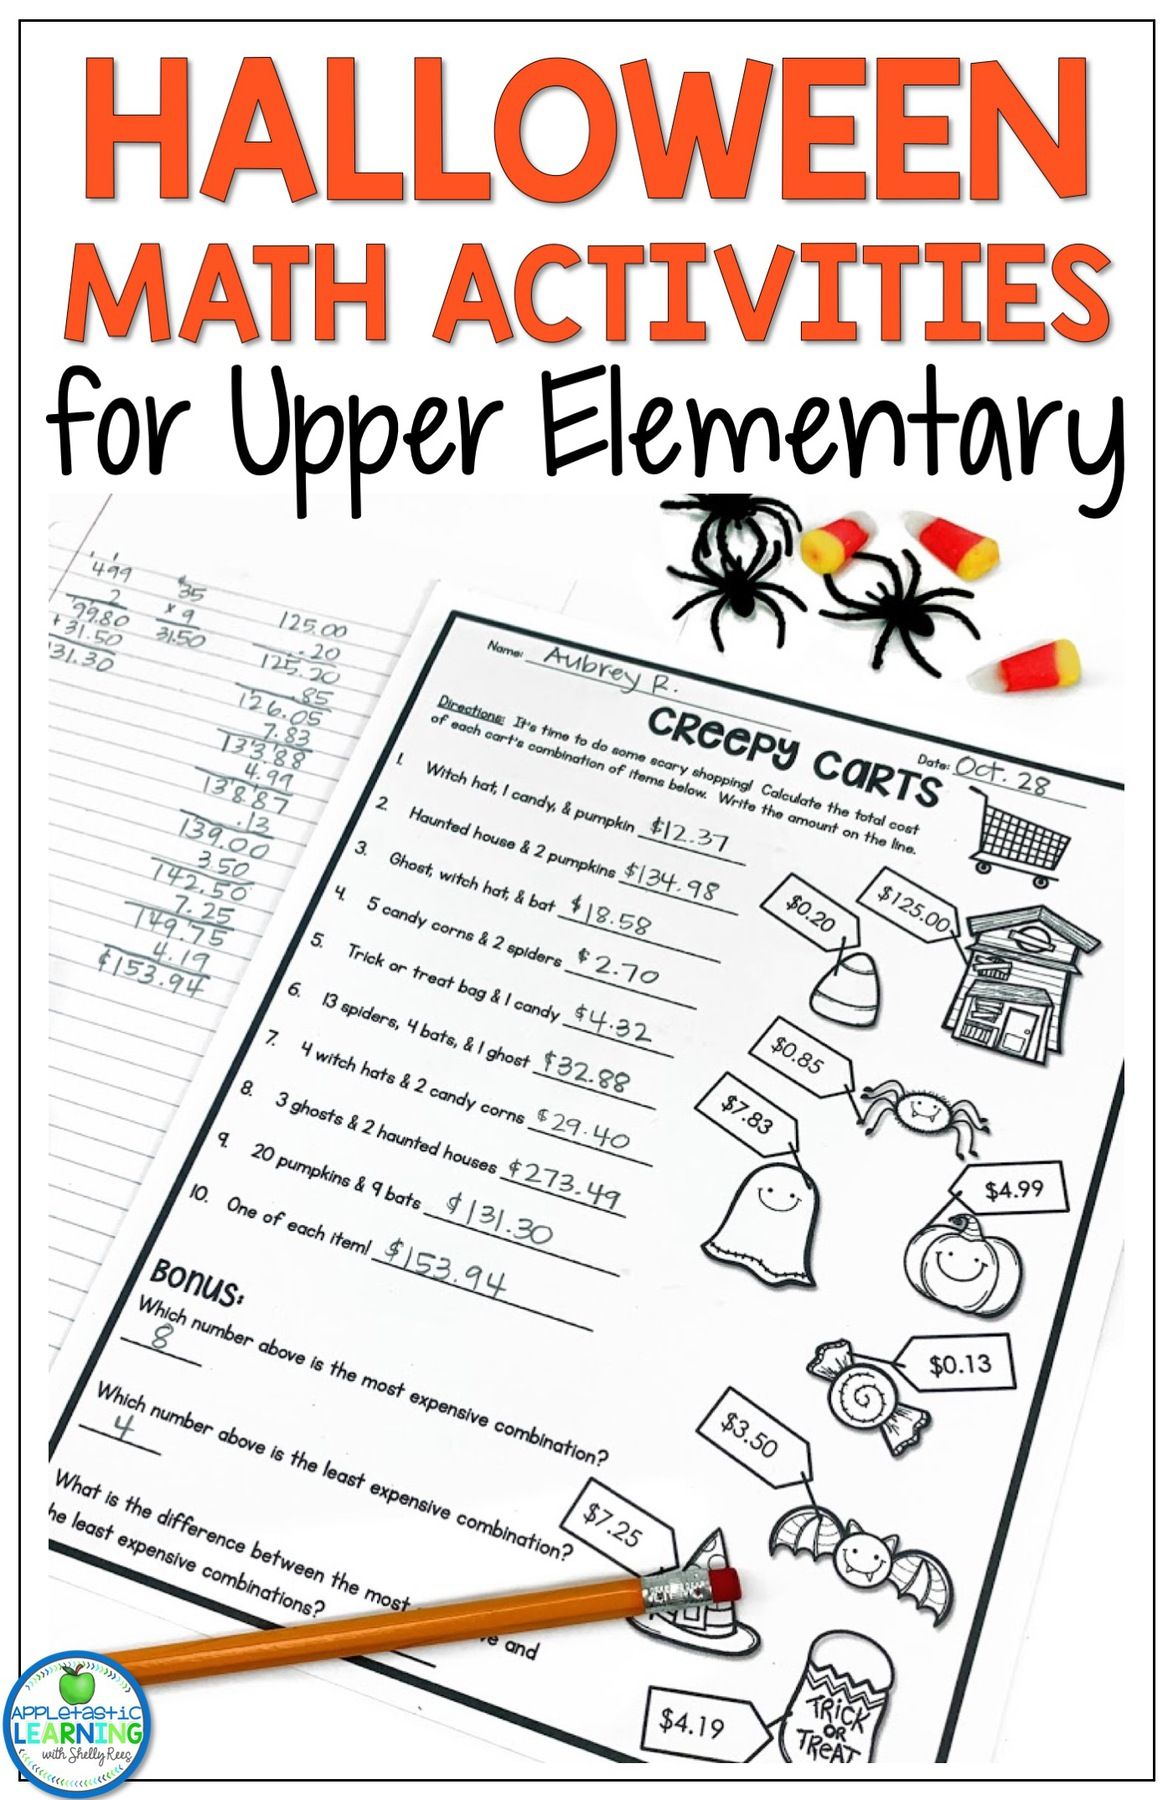 HALLOWEEN
MATH ACTIVITIES
for Upper Elementary
499
2
99.80
+31.50
131.30
35
x 9
31.50
125.00
.20
125.20
.85
126.05
7.83
133.88
4.99
138.87
.13
139.00
3.50
142.50
7.25
149.75
4.19
$153.94
Name: Aubrey R.
Date: Oct. 28
CREEPY CARTS
Directions: It's time to do some scary shopping! Calculate the total cost
of each cart's combination of items below. Write the amount on the line.
1. Witch hat, 1 candy, & pumpkin $12.37
2. Haunted house & 2 pumpkins $134.98
3. Ghost, witch hat, & bat $18.58
4. 5 candy corns & 2 spiders $2.70
5. Trick or treat bag & 1 candy $4.32
6. 13 spiders, 4 bats, & 1 ghost $32.88
7. 4 witch hats & 2 candy corns $29.40
8. 3 ghosts & 2 haunted houses $273.49
9. 20 pumpkins & 9 bats $131.30
10. One of each item! $153.94
$0.20
$125.00
$0.85
$7.83
$4.99
$0.13
$3.50
$7.25
$4.19
TRICK
OR
TREAT
BONUS:
Which number above is the most expensive combination?
8
Which number above is the least expensive combination?
4
What is the difference between the most
he least expensive combinations?
and
APPLETASTIC
LEARNING
with Shelly Rees